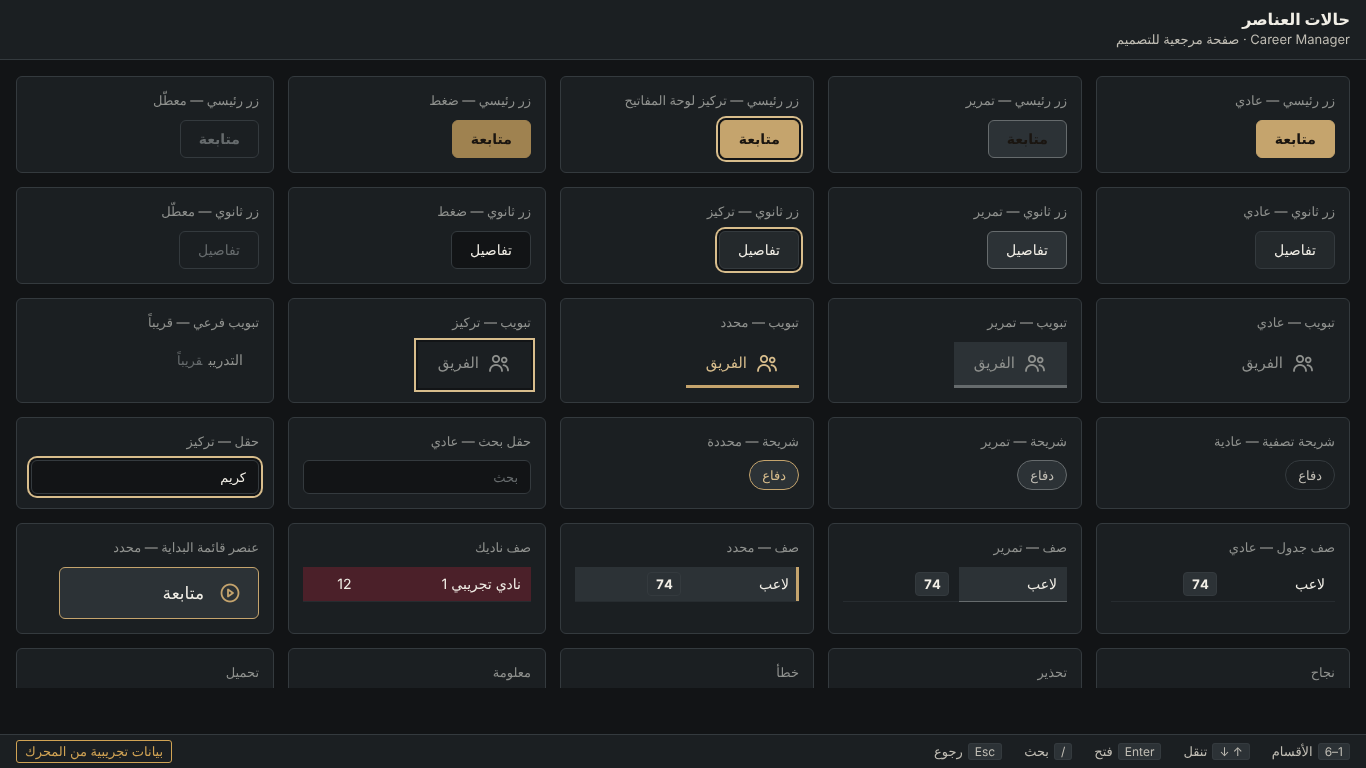 حالات العناصر
Career Manager · صفحة مرجعية للتصميم
زر رئيسي — عادي
متابعة
زر رئيسي — تمرير
متابعة
زر رئيسي — تركيز لوحة المفاتيح
متابعة
زر رئيسي — ضغط
متابعة
زر رئيسي — معطّل
متابعة
زر ثانوي — عادي
تفاصيل
زر ثانوي — تمرير
تفاصيل
زر ثانوي — تركيز
تفاصيل
زر ثانوي — ضغط
تفاصيل
زر ثانوي — معطّل
تفاصيل
تبويب — عادي
الفريق
تبويب — تمرير
الفريق
تبويب — محدد
الفريق
تبويب — تركيز
الفريق
تبويب فرعي — قريباً
التدريب قريباً
شريحة تصفية — عادية
دفاع
شريحة — تمرير
دفاع
شريحة — محددة
دفاع
حقل بحث — عادي
بحث
حقل — تركيز
كريم
صف جدول — عادي
لاعب 74
صف — تمرير
لاعب 74
صف — محدد
لاعب 74
صف ناديك
نادي تجريبي 1 12
عنصر قائمة البداية — محدد
متابعة
نجاح
تحذير
خطأ
معلومة
تحميل
1–6 الأقسام ↑ ↓ تنقل Enter فتح / بحث Esc رجوع
بيانات تجريبية من المحرك